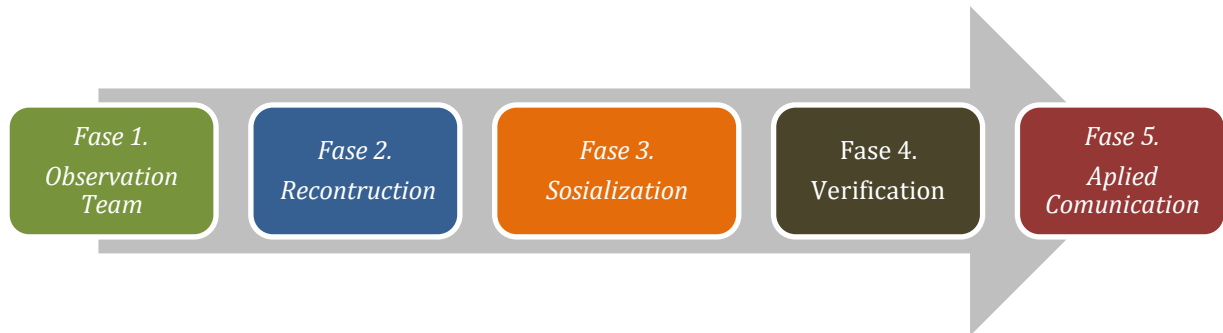 Fase 1.
Observation
Team
Fase 2.
Recontruction
Fase 3.
Sosialization
Fase 4.
Verification
Fase 5.
Aplied
Comunication